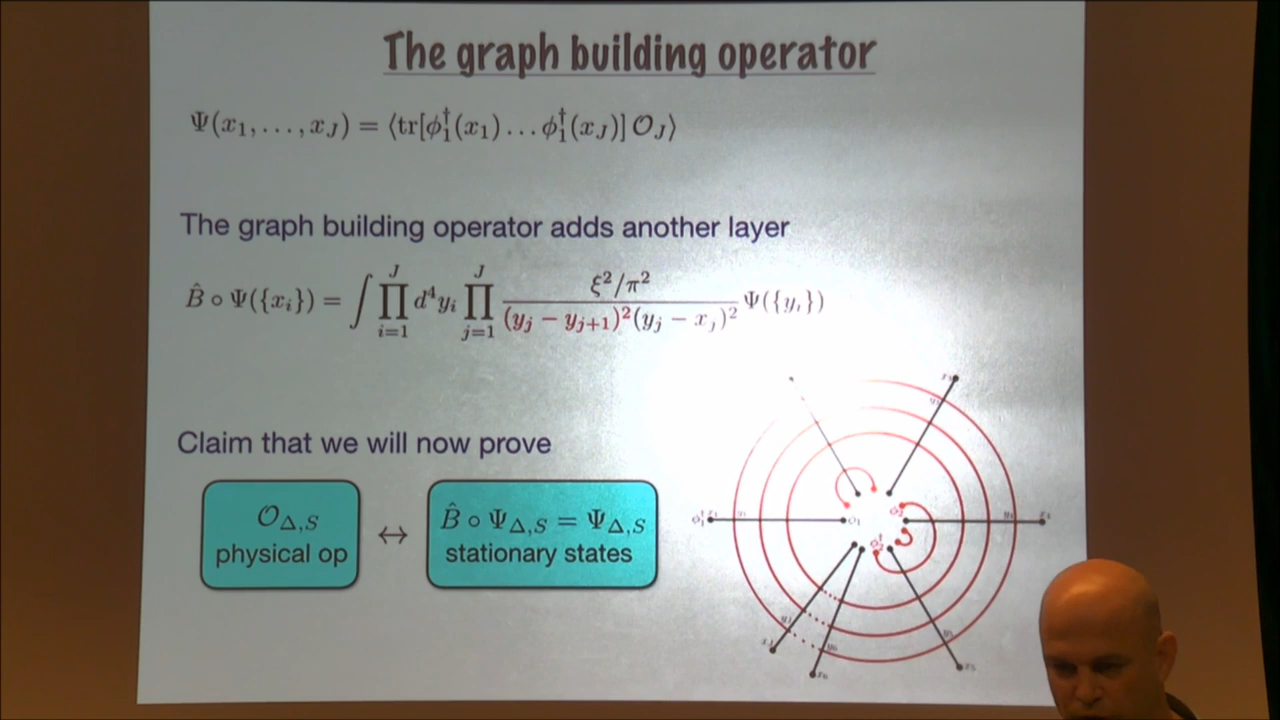 The graph building operator
Ψ(x₁, . . . , x_J) = ⟨tr[ϕ₁†(x₁) . . . ϕ₁†(x_J)] 𝒪_J⟩
The graph building operator adds another layer
B̂ ∘ Ψ({x_i}) = ∫ ∏_{i=1}^{J} d⁴y_i ∏_{j=1}^{J} \frac{ξ²/π²}{(y_j − y_{j+1})²(y_j − x_j)²} Ψ({y_i})
Claim that we will now prove
𝒪_{Δ,S}
physical op
↔
B̂ ∘ Ψ_{Δ,S} = Ψ_{Δ,S}
stationary states